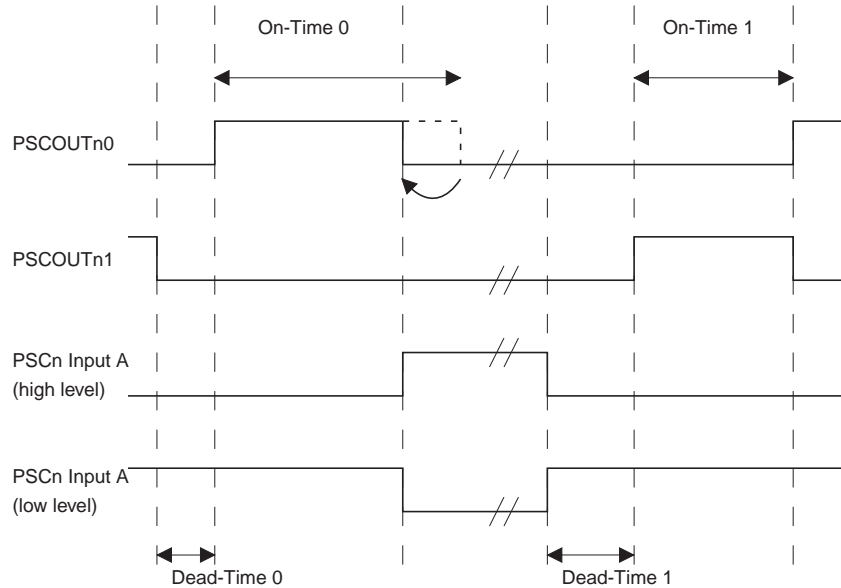 On-Time 0
On-Time 1
PSCOUTn0
PSCOUTn1
PSCn Input A
(high level)
PSCn Input A
(low level)
Dead-Time 0
Dead-Time 1